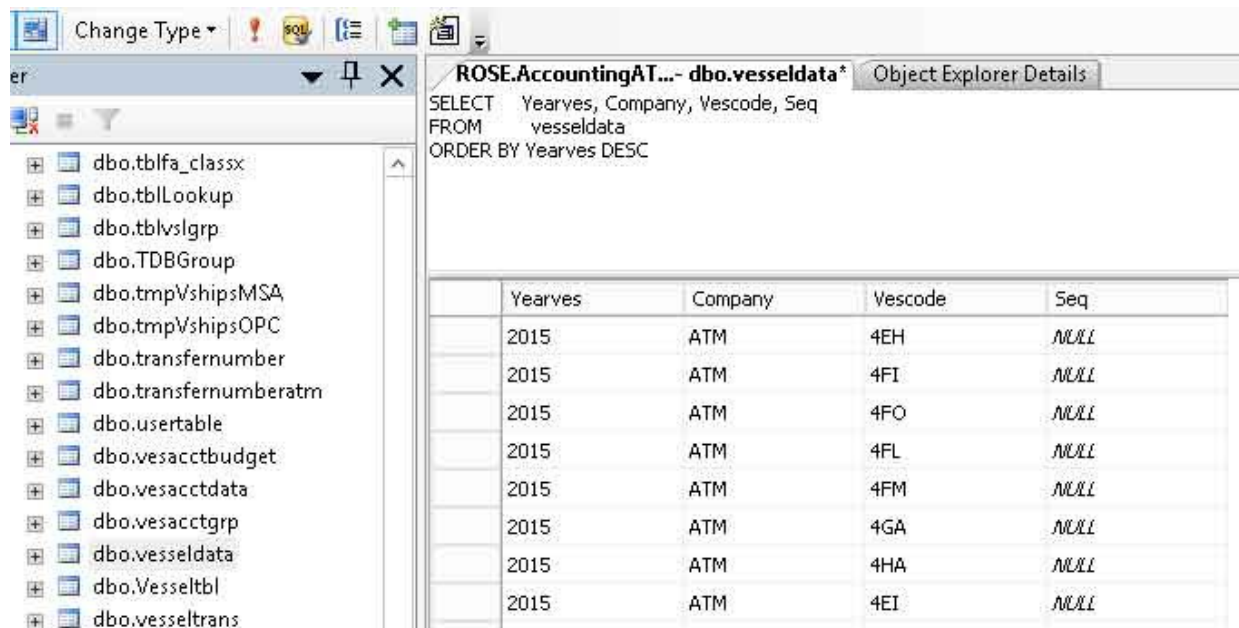 Change Type
SQL
er
ROSE.AccountingAT...- dbo.vesseldata*
Object Explorer Details
SELECT Yearves, Company, Vescode, Seq
FROM vesseldata
ORDER BY Yearves DESC
dbo.tblfa_classx
dbo.tblLookup
dbo.tblvslgrp
dbo.TDBGroup
dbo.tmpVshipsMSA
dbo.tmpVshipsOPC
dbo.transfernumber
dbo.transfernumberatm
dbo.usertable
dbo.vesacctbudget
dbo.vesacctdata
dbo.vesacctgrp
dbo.vesseldata
dbo.Vesseltbl
dbo.vesseltrans
Yearves Company Vescode Seq
2015 ATM 4EH NULL
2015 ATM 4FI NULL
2015 ATM 4FO NULL
2015 ATM 4FL NULL
2015 ATM 4FM NULL
2015 ATM 4GA NULL
2015 ATM 4HA NULL
2015 ATM 4EI NULL